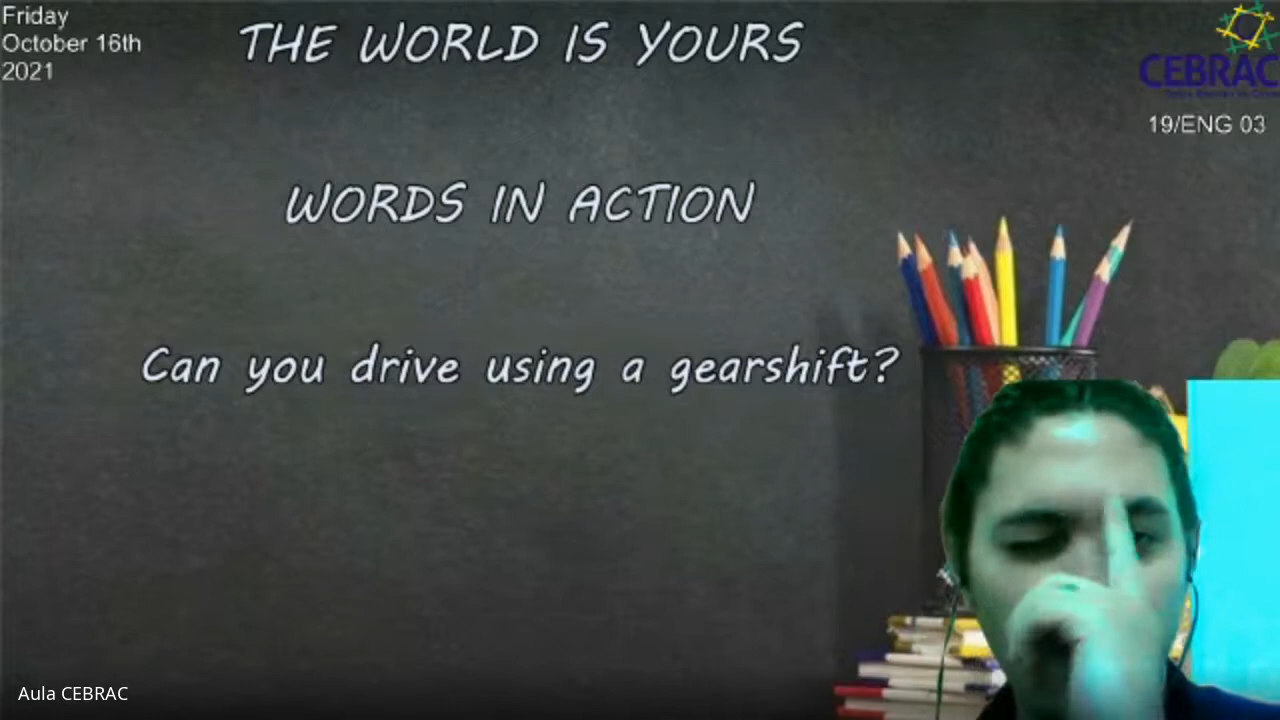 Friday
October 16th
2021
THE WORLD IS YOURS
CEBRAC
19/ENG 03
WORDS IN ACTION
Can you drive using a gearshift?
Aula CEBRAC